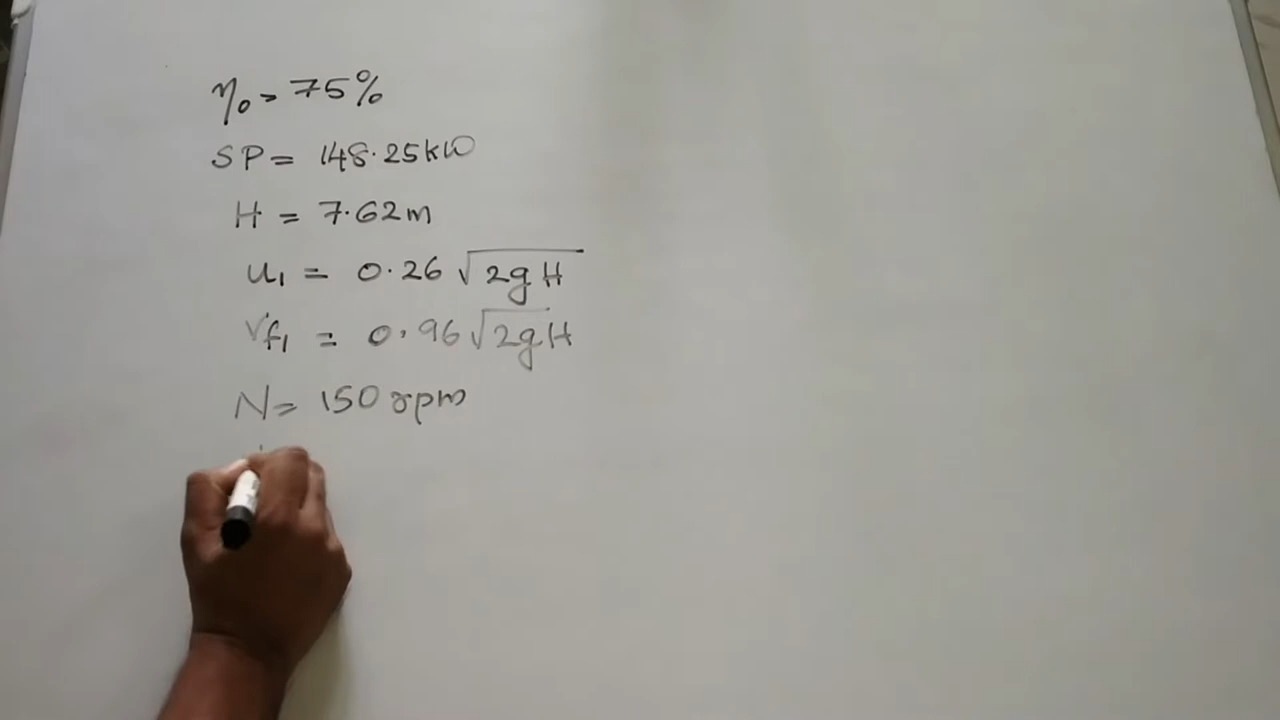 η₀ = 75%
SP = 148.25kW
H = 7.62m
u₁ = 0.26 √2gH
Vf₁ = 0.96 √2gH
N = 150 rpm